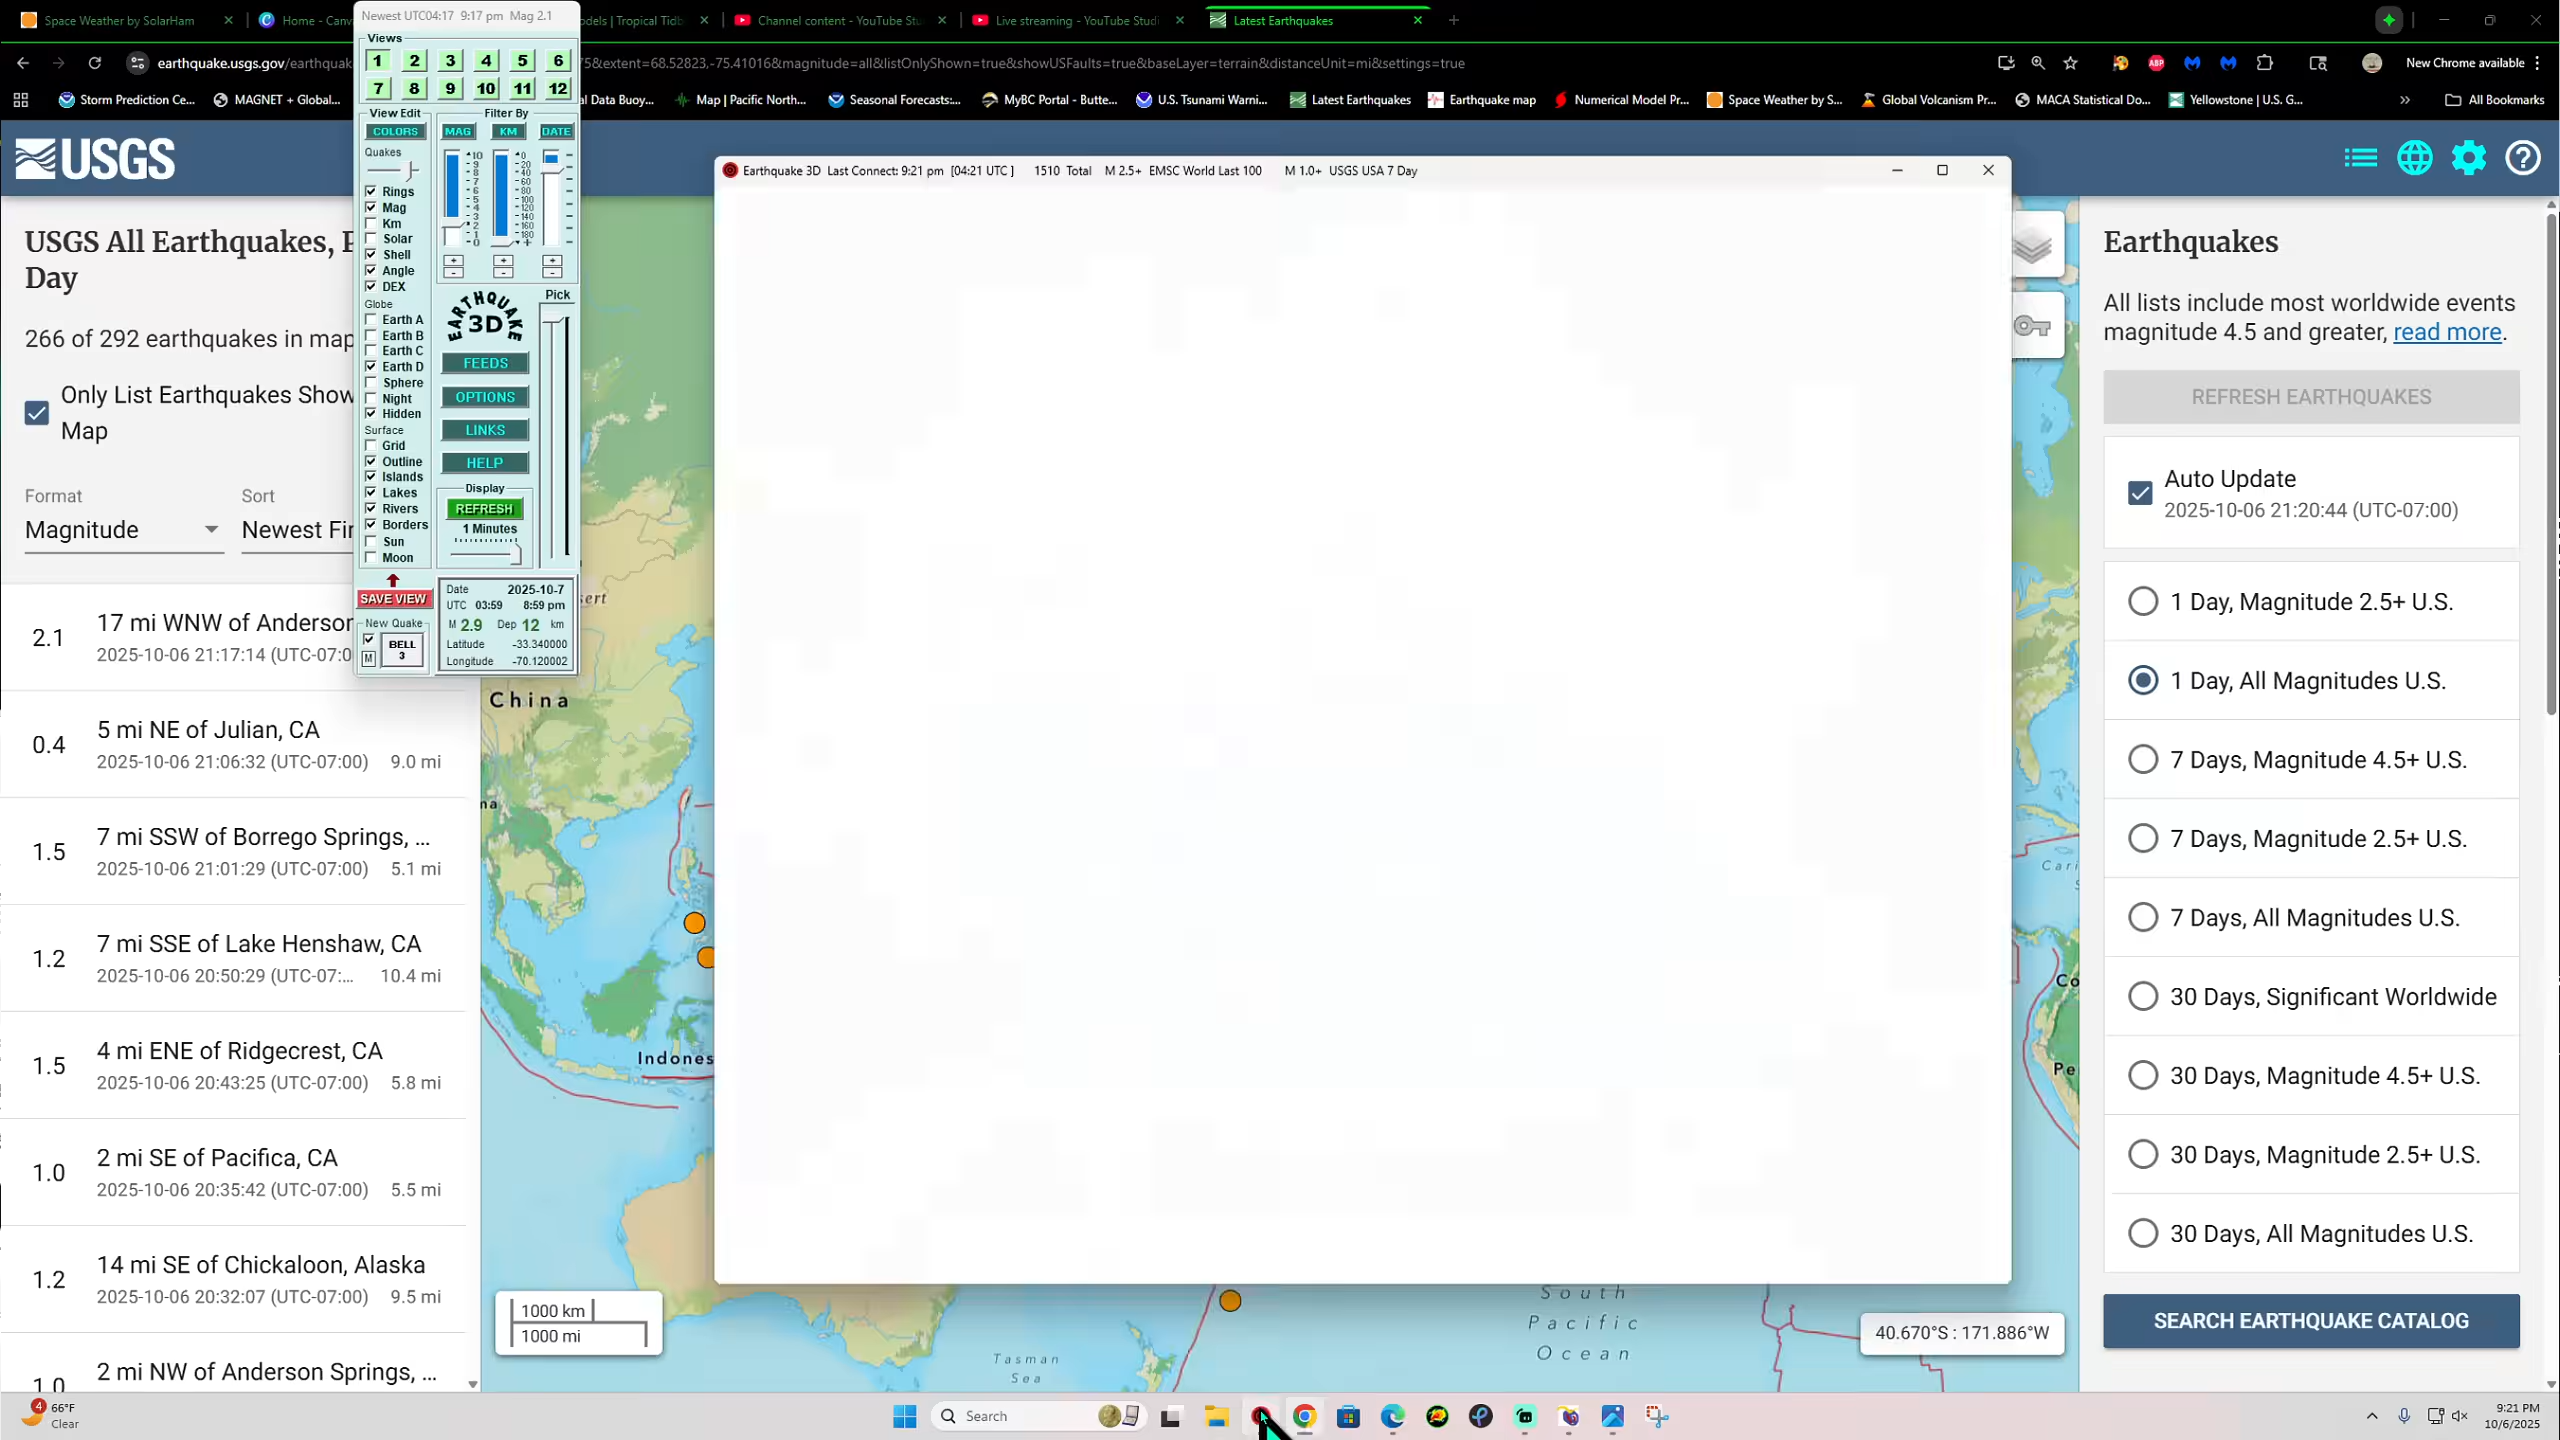 Space Weather by SolarHam
Home - Canv
odels | Tropical Tidb
Channel content - YouTube Stu
Live streaming - YouTube Studi
Latest Earthquakes
earthquake.usgs.gov/earthquak
75&extent=68.52823,-75.41016&magnitude=all&listOnlyShown=true&showUSFaults=true&baseLayer=terrain&distanceUnit=mi&settings=true
New Chrome available
Storm Prediction Ce...
MAGNET + Global...
al Data Buoy...
Map | Pacific North...
Seasonal Forecasts:...
MyBC Portal - Butte...
U.S. Tsunami Warni...
Latest Earthquakes
Earthquake map
Numerical Model Pr...
Space Weather by S...
Global Volcanism Pr...
MACA Statistical Do...
Yellowstone | U.S. G...
All Bookmarks
USGS
USGS All Earthquakes, P
Day
266 of 292 earthquakes in map
Only List Earthquakes Show
Map
Format
Sort
Magnitude
Newest Fir
2.1
17 mi WNW of Anderson
2025-10-06 21:17:14 (UTC-07:0
0.4
5 mi NE of Julian, CA
2025-10-06 21:06:32 (UTC-07:00) 9.0 mi
1.5
7 mi SSW of Borrego Springs, ...
2025-10-06 21:01:29 (UTC-07:00) 5.1 mi
1.2
7 mi SSE of Lake Henshaw, CA
2025-10-06 20:50:29 (UTC-07:... 10.4 mi
1.5
4 mi ENE of Ridgecrest, CA
2025-10-06 20:43:25 (UTC-07:00) 5.8 mi
1.0
2 mi SE of Pacifica, CA
2025-10-06 20:35:42 (UTC-07:00) 5.5 mi
1.2
14 mi SE of Chickaloon, Alaska
2025-10-06 20:32:07 (UTC-07:00) 9.5 mi
1.0
2 mi NW of Anderson Springs, ...
Newest UTC04:17 9:17 pm Mag 2.1
Views
1 2 3 4 5 6
7 8 9 10 11 12
View Edit
Filter By
COLORS
MAG KM DATE
Quakes
Rings
Mag
Km
Solar
Shell
Angle
DEX
Globe
Earth A
Earth B
Earth C
Earth D
Sphere
Night
Hidden
Surface
Grid
Outline
Islands
Lakes
Rivers
Borders
Sun
Moon
SAVE VIEW
New Quake
M
BELL
3
Pick
EARTHQUAKE
3D
FEEDS
OPTIONS
LINKS
HELP
Display
REFRESH
1 Minutes
Date 2025-10-7
UTC 03:59 8:59 pm
M 2.9 Dep 12 km
Latitude -33.340000
Longitude -70.120002
Earthquake 3D Last Connect: 9:21 pm [04:21 UTC ] 1510 Total M 2.5+ EMSC World Last 100 M 1.0+ USGS USA 7 Day
sert
China
na
Indones
1000 km
1000 mi
Tasman
Sea
South
Pacific
Ocean
Cari
Co
Pe
40.670°S : 171.886°W
Earthquakes
All lists include most worldwide events
magnitude 4.5 and greater, read more.
REFRESH EARTHQUAKES
Auto Update
2025-10-06 21:20:44 (UTC-07:00)
1 Day, Magnitude 2.5+ U.S.
1 Day, All Magnitudes U.S.
7 Days, Magnitude 4.5+ U.S.
7 Days, Magnitude 2.5+ U.S.
7 Days, All Magnitudes U.S.
30 Days, Significant Worldwide
30 Days, Magnitude 4.5+ U.S.
30 Days, Magnitude 2.5+ U.S.
30 Days, All Magnitudes U.S.
SEARCH EARTHQUAKE CATALOG
4
66°F
Clear
Search
9:21 PM
10/6/2025